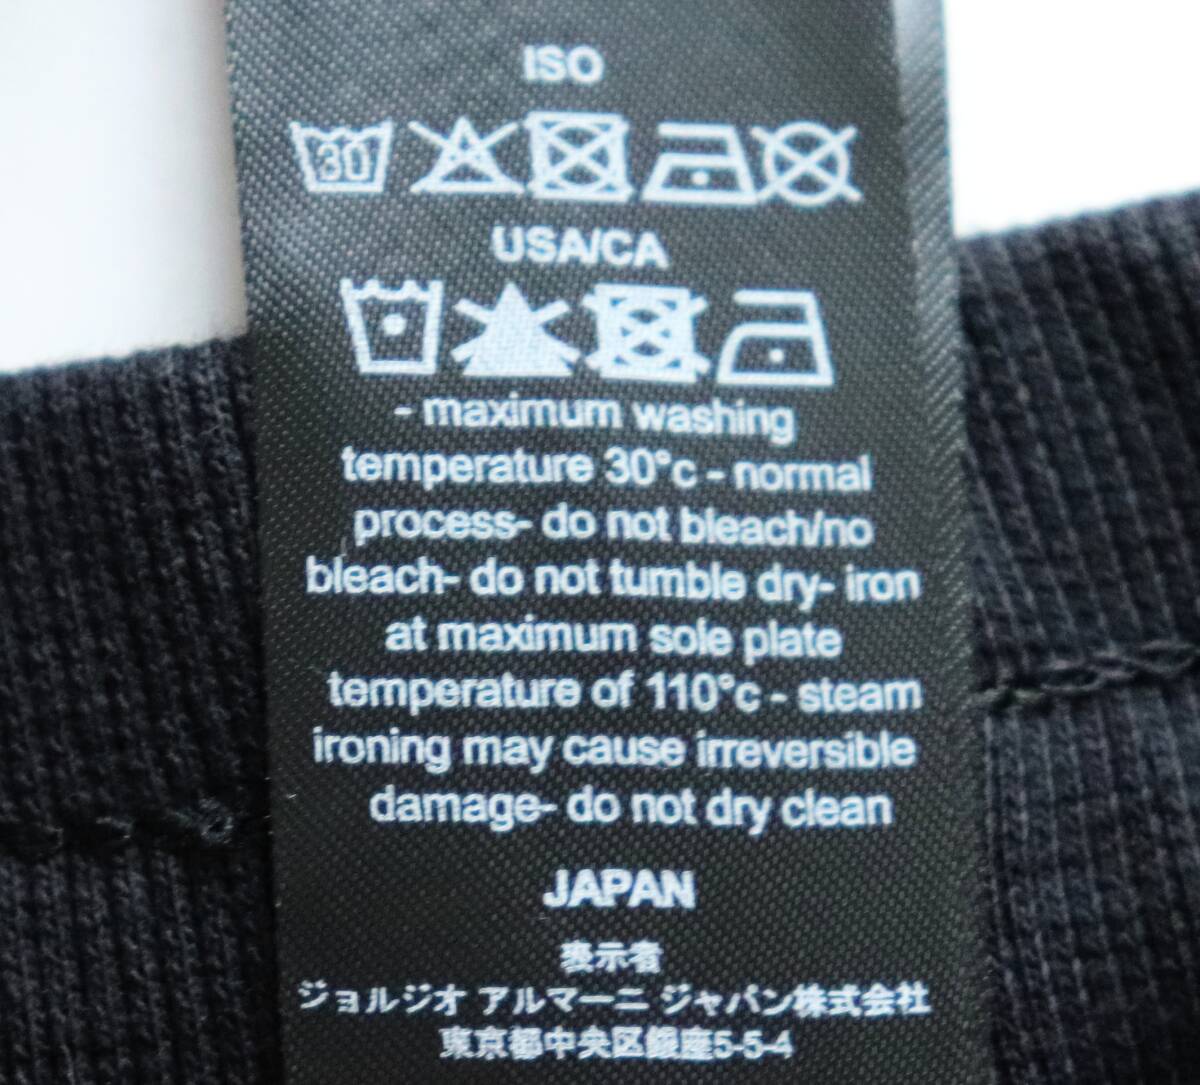 ISO
30
USA/CA
- maximum washing
temperature 30°c - normal
process- do not bleach/no
bleach- do not tumble dry- iron
at maximum sole plate
temperature of 110°c - steam
ironing may cause irreversible
damage- do not dry clean
JAPAN
表示者
ジョルジオ アルマーニ ジャパン株式会社
東京都中央区銀座5-5-4